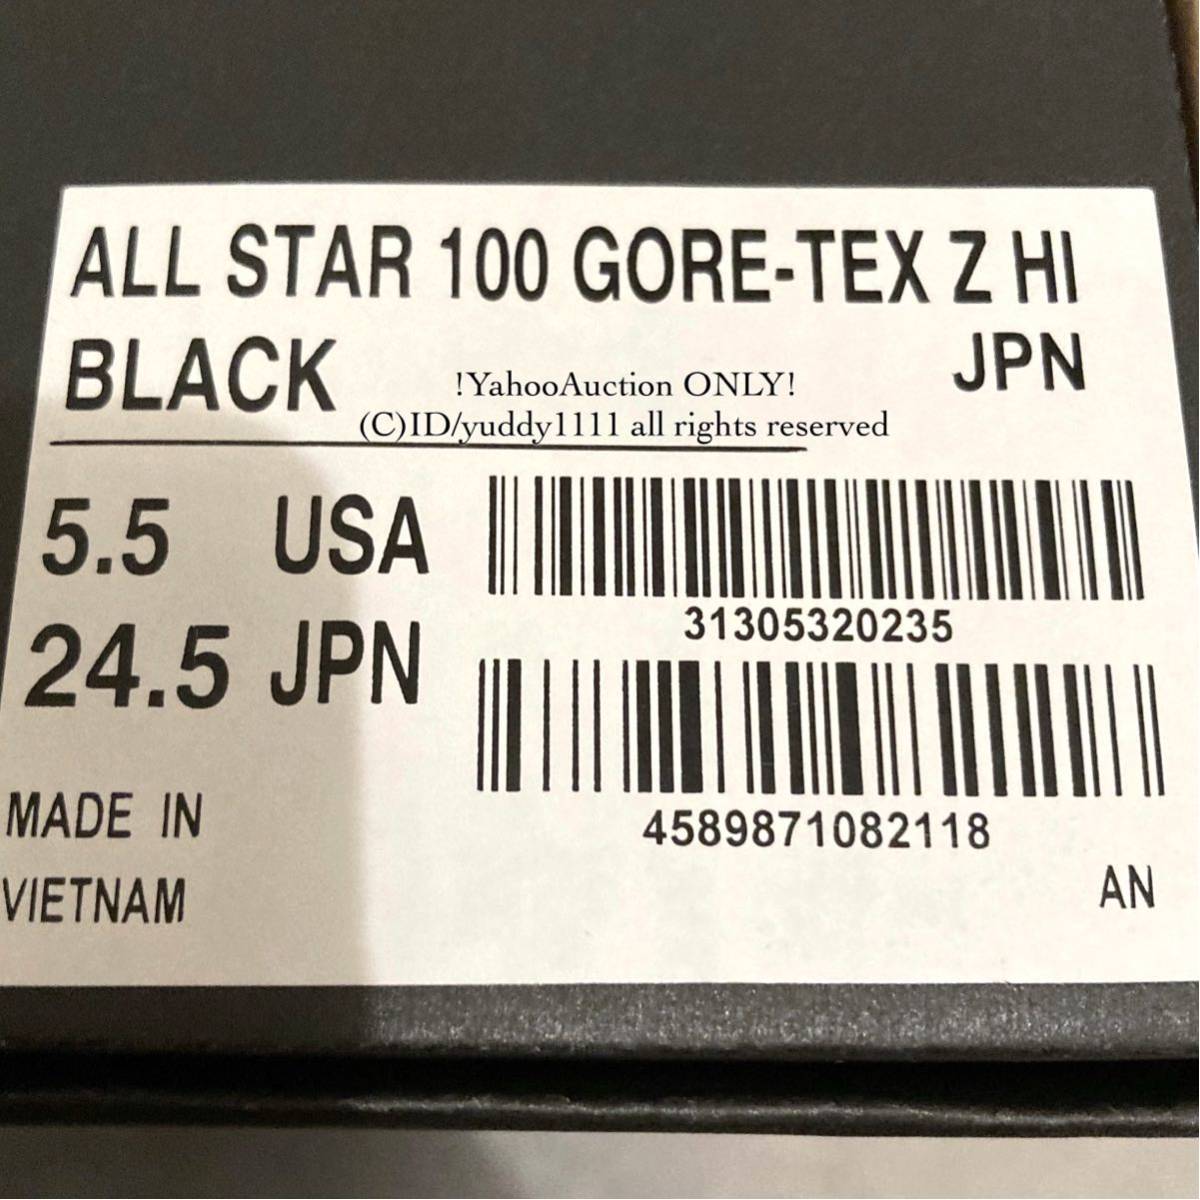 ALL STAR 100 GORE-TEX Z HI
BLACK JPN
!YahooAuction ONLY!
(C)ID/yuddy1111 all rights reserved
5.5 USA
31305320235
24.5 JPN
4589871082118
MADE IN
VIETNAM
AN